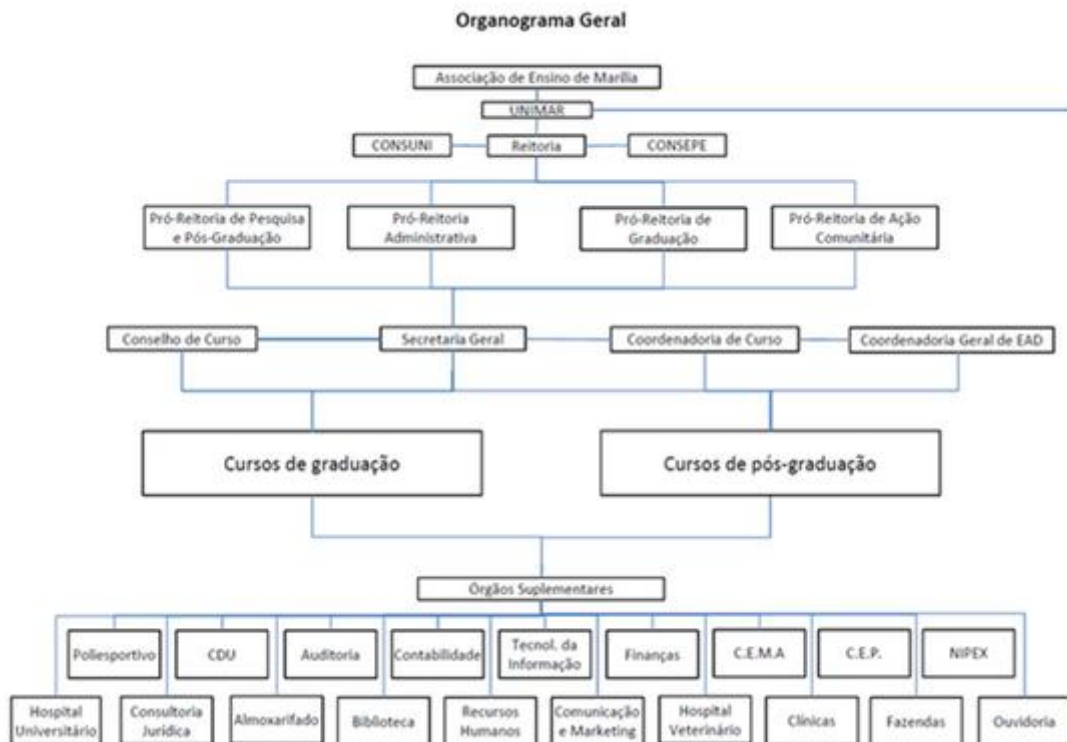 Organograma Geral
Associação de Ensino de Marília
UNIMAR
CONSUNI
Reitoria
CONSEPE
Pró-Reitoria de Pesquisa
e Pós-Graduação
Pró-Reitoria
Administrativa
Pró-Reitoria de
Graduação
Pró-Reitoria de Ação
Comunitária
Conselho de Curso
Secretaria Geral
Coordenadoria de Curso
Coordenadoria Geral de EAD
Cursos de graduação
Cursos de pós-graduação
Órgãos Suplementares
Poliesportivo
CDU
Auditoria
Contabilidade
Tecnol. da
Informação
Finanças
C.E.M.A
C.E.P.
NIPEX
Hospital
Universitário
Consultoria
Jurídica
Almoxarifado
Biblioteca
Recursos
Humanos
Comunicação
e Marketing
Hospital
Veterinário
Clínicas
Fazendas
Ouvidoria